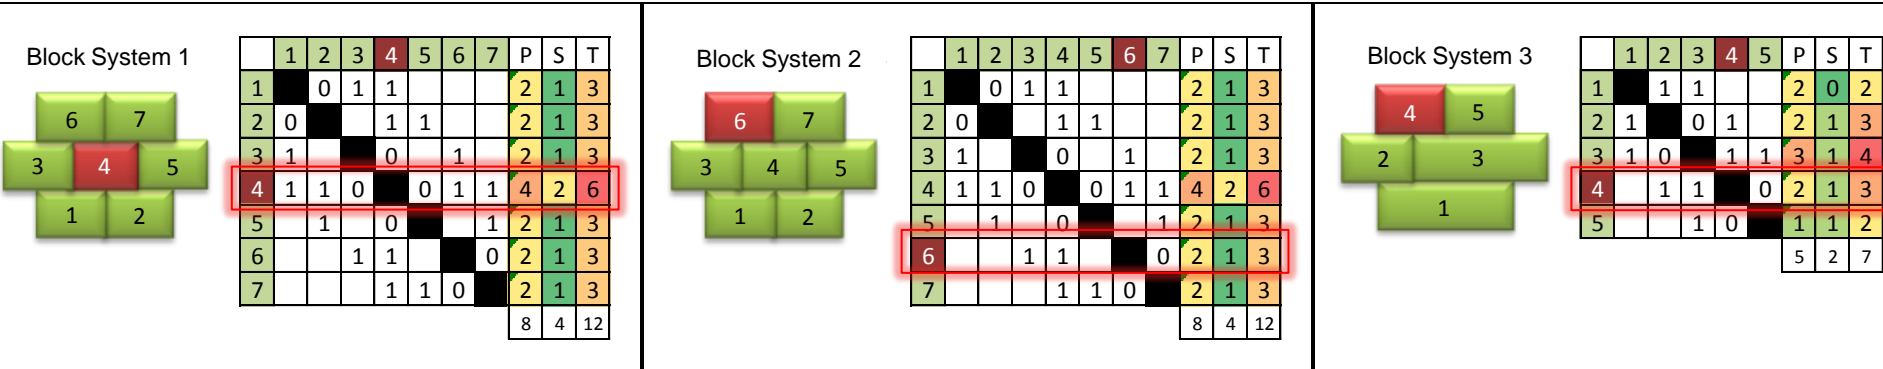 Block System 1
6 7
3 4 5
1 2
1 2 3 4 5 6 7 P S T
1 0 1 1 2 1 3
2 0 1 1 2 1 3
3 1 0 1 2 1 3
4 1 1 0 0 1 1 4 2 6
5 1 0 1 2 1 3
6 1 1 0 2 1 3
7 1 1 0 2 1 3
8 4 12
Block System 2
6 7
3 4 5
1 2
1 2 3 4 5 6 7 P S T
1 0 1 1 2 1 3
2 0 1 1 2 1 3
3 1 0 1 2 1 3
4 1 1 0 0 1 1 4 2 6
5 1 0 1 2 1 3
6 1 1 0 2 1 3
7 1 1 0 2 1 3
8 4 12
Block System 3
4 5
2 3
1
1 2 3 4 5 P S T
1 1 1 2 0 2
2 1 0 1 2 1 3
3 1 0 1 1 3 1 4
4 1 1 0 2 1 3
5 1 0 1 1 2
5 2 7